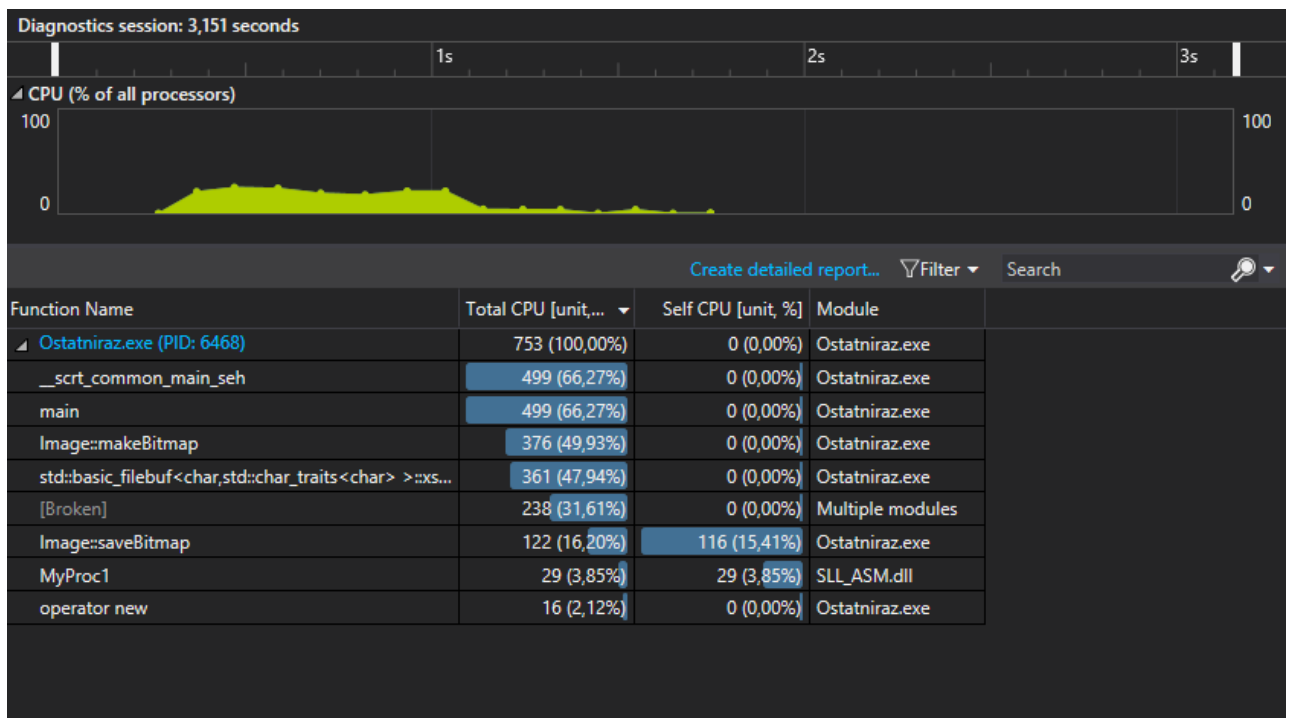 Diagnostics session: 3,151 seconds
1s 2s 3s
CPU (% of all processors)
100 100
0 0
Create detailed report... Filter Search
Function Name Total CPU [unit,... Self CPU [unit, %] Module
Ostatniraz.exe (PID: 6468) 753 (100,00%) 0 (0,00%) Ostatniraz.exe
__scrt_common_main_seh 499 (66,27%) 0 (0,00%) Ostatniraz.exe
main 499 (66,27%) 0 (0,00%) Ostatniraz.exe
Image::makeBitmap 376 (49,93%) 0 (0,00%) Ostatniraz.exe
std::basic_filebuf<char,std::char_traits<char> >::xs... 361 (47,94%) 0 (0,00%) Ostatniraz.exe
[Broken] 238 (31,61%) 0 (0,00%) Multiple modules
Image::saveBitmap 122 (16,20%) 116 (15,41%) Ostatniraz.exe
MyProc1 29 (3,85%) 29 (3,85%) SLL_ASM.dll
operator new 16 (2,12%) 0 (0,00%) Ostatniraz.exe